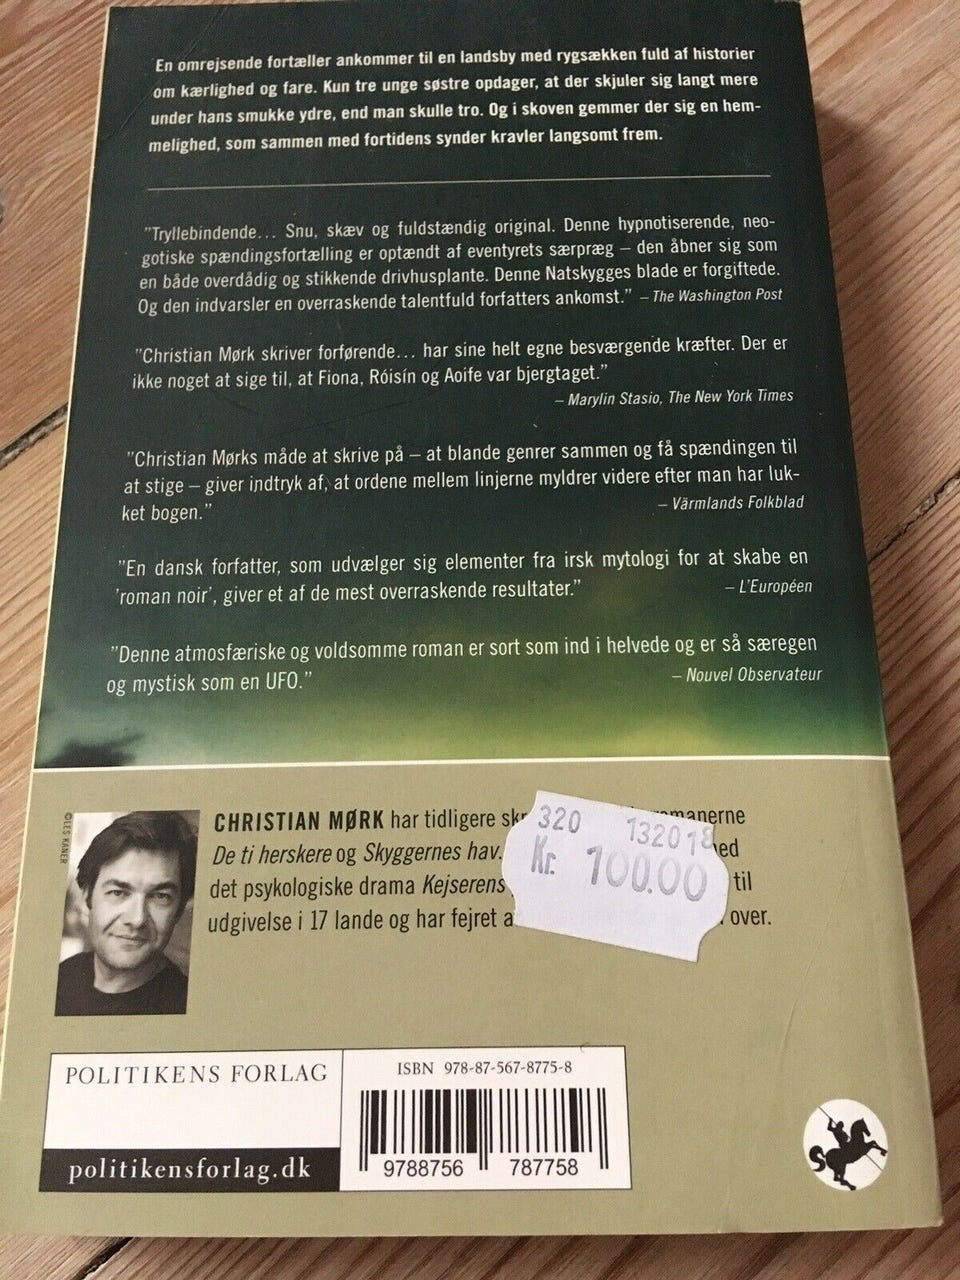 En omrejsende fortæller ankommer til en landsby med rygsækken fuld af historier
om kærlighed og fare. Kun tre unge søstre opdager, at der skjuler sig langt mere
under hans smukke ydre, end man skulle tro. Og i skoven gemmer der sig en hem-
melighed, som sammen med fortidens synder kravler langsomt frem.
"Tryllebindende... Snu, skæv og fuldstændig original. Denne hypnotiserende, neo-
gotiske spændingsfortælling er optændt af eventyrets særpræg – den åbner sig som
en både overdådig og stikkende drivhusplante. Denne Natskygges blade er forgiftede.
Og den indvarsler en overraskende talentfuld forfatters ankomst." – The Washington Post
"Christian Mørk skriver forførende... har sine helt egne besværgende kræfter. Der er
ikke noget at sige til, at Fiona, Róisín og Aoife var bjergtaget."
– Marylin Stasio, The New York Times
"Christian Mørks måde at skrive på – at blande genrer sammen og få spændingen til
at stige – giver indtryk af, at ordene mellem linjerne myldrer videre efter man har luk-
ket bogen." – Värmlands Folkblad
"En dansk forfatter, som udvælger sig elementer fra irsk mytologi for at skabe en
'roman noir', giver et af de mest overraskende resultater." – L'Européen
"Denne atmosfæriske og voldsomme roman er sort som ind i helvede og er så særegen
og mystisk som en UFO." – Nouvel Observateur
©LES KANER
CHRISTIAN MØRK har tidligere
De ti herskere og Skyggernes hav.
det psykologiske drama Kejserens til
udgivelse i 17 lande og har fejret over.
320 132018
Kr. 100.00
POLITIKENS FORLAG
politikensforlag.dk
ISBN 978-87-567-8775-8
9788756 787758